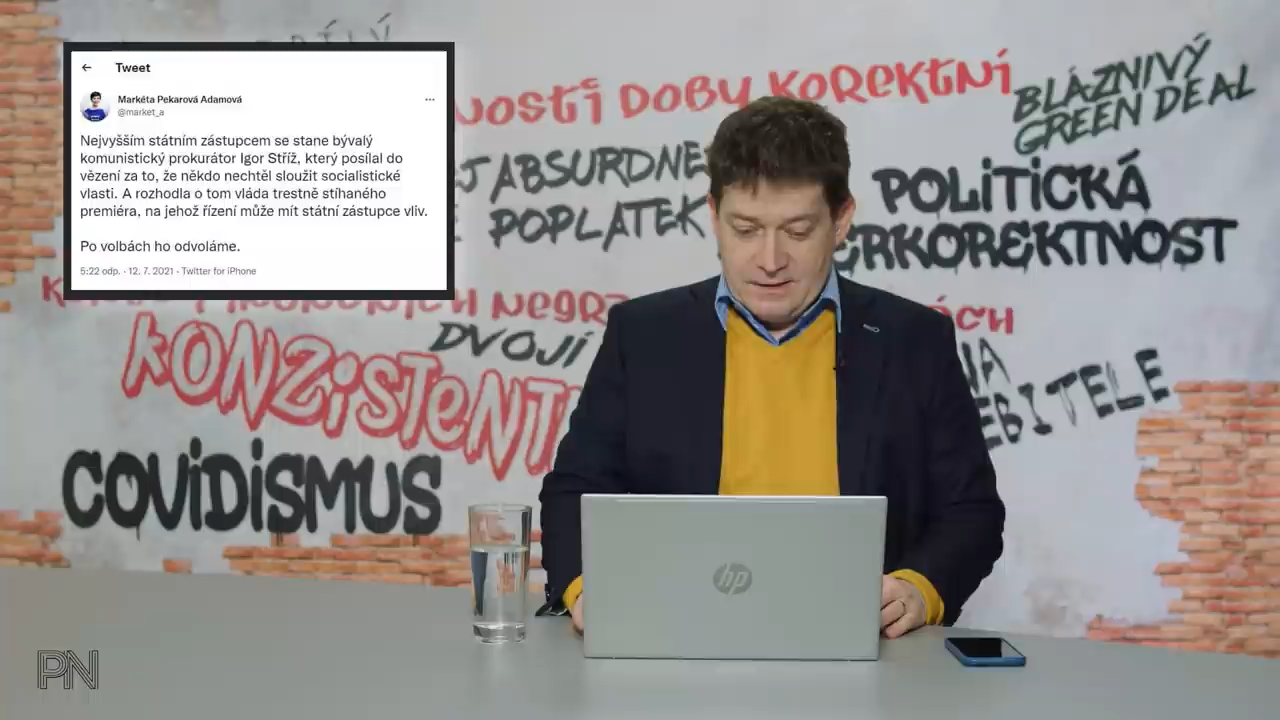 Tweet
Markéta Pekarová Adamová
@market_a
Nejvyšším státním zástupcem se stane bývalý
komunistický prokurátor Igor Stříž, který posílal do
vězení za to, že někdo nechtěl sloužit socialistické
vlasti. A rozhodla o tom vláda trestně stíhaného
premiéra, na jehož řízení může mít státní zástupce vliv.
Po volbách ho odvoláme.
5:22 odp. · 12. 7. 2021 · Twitter for iPhone
DOBY KOREKTNÍ
BLÁZNIVÝ
GREEN DEAL
ABSURDNE
POPLATEK
POLITICKÁ
ERKOREKTNOST
DVOJÍ
KONZISTENT
COVIDISMUS
hp
PN